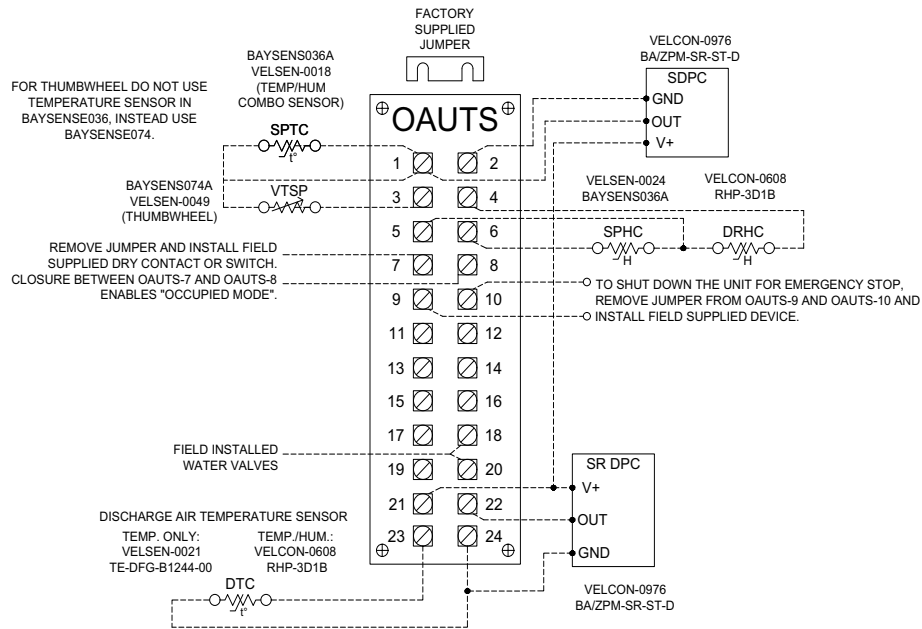 FACTORY
SUPPLIED
JUMPER
VELCON-0976
BA/ZPM-SR-ST-D
BAYSENS036A
VELSEN-0018
(TEMP/HUM
COMBO SENSOR)
FOR THUMBWHEEL DO NOT USE
TEMPERATURE SENSOR IN
BAYSENSE036, INSTEAD USE
BAYSENSE074.
SPTC
t°
OAUTS
SDPC
GND
OUT
V+
1 2
BAYSENS074A
VELSEN-0049
(THUMBWHEEL)
VTSP
3 4
VELSEN-0024
BAYSENS036A
VELCON-0608
RHP-3D1B
5 6
SPHC
H
DRHC
H
REMOVE JUMPER AND INSTALL FIELD
SUPPLIED DRY CONTACT OR SWITCH.
CLOSURE BETWEEN OAUTS-7 AND OAUTS-8
ENABLES "OCCUPIED MODE".
7 8
TO SHUT DOWN THE UNIT FOR EMERGENCY STOP,
REMOVE JUMPER FROM OAUTS-9 AND OAUTS-10 AND
INSTALL FIELD SUPPLIED DEVICE.
9 10
11 12
13 14
15 16
17 18
FIELD INSTALLED
WATER VALVES
19 20
SR DPC
V+
OUT
GND
21 22
23 24
DISCHARGE AIR TEMPERATURE SENSOR
TEMP. ONLY:
VELSEN-0021
TE-DFG-B1244-00
TEMP./HUM.:
VELCON-0608
RHP-3D1B
DTC
t°
VELCON-0976
BA/ZPM-SR-ST-D